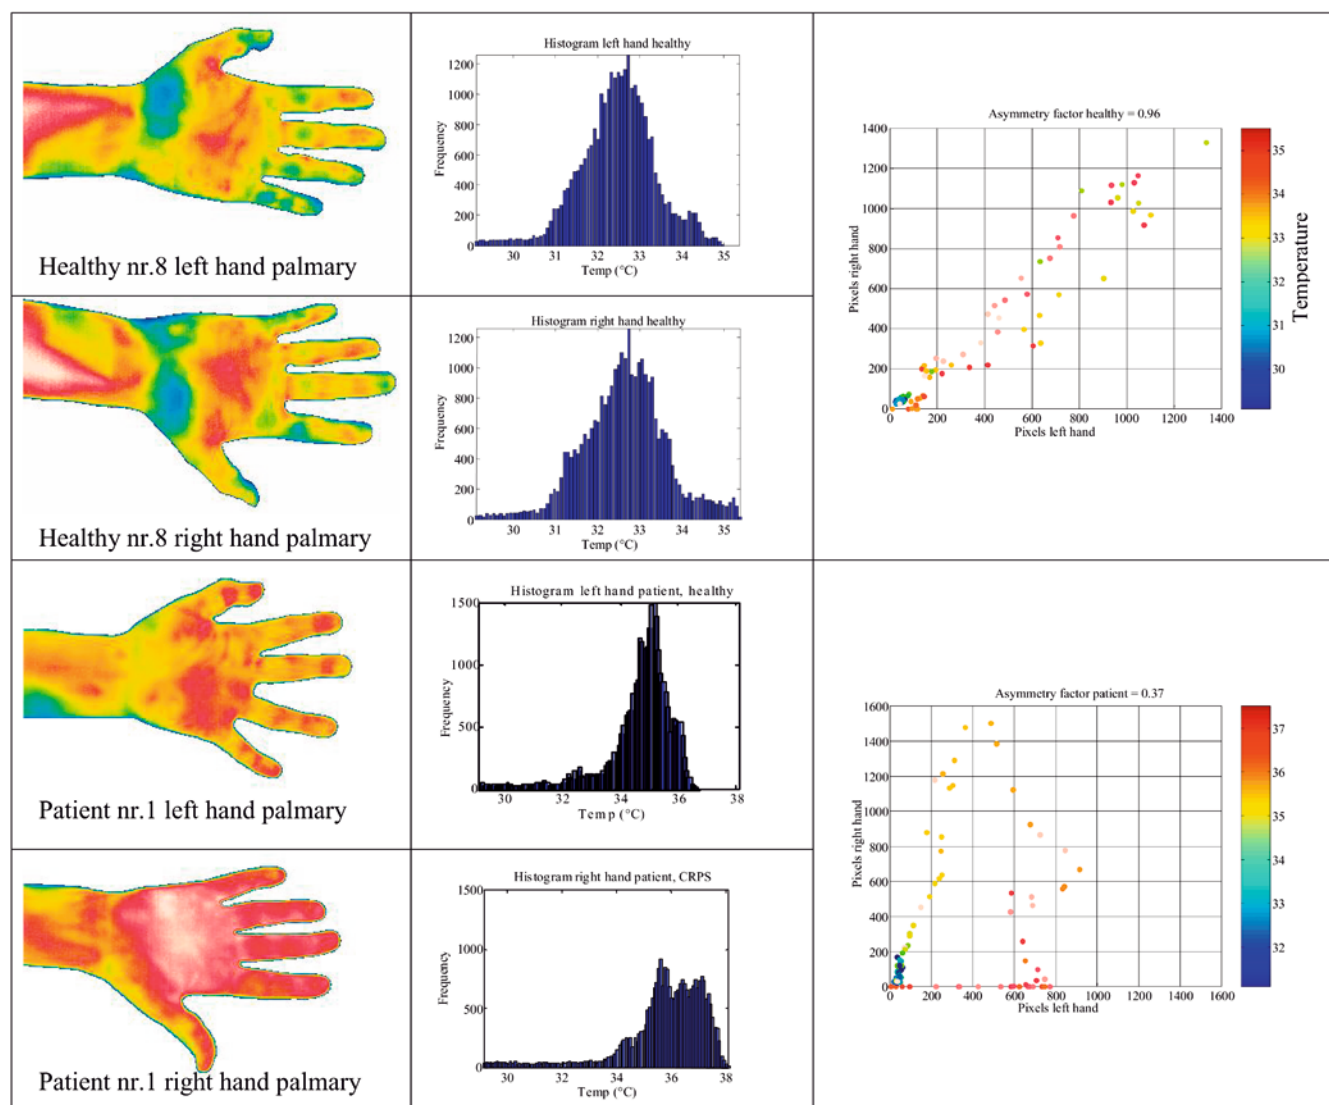 Healthy nr.8 left hand palmary
Histogram left hand healthy
Frequency
1200
1000
800
600
400
200
0
30 31 32 33 34 35
Temp (°C)
Healthy nr.8 right hand palmary
Histogram right hand healthy
Frequency
1200
1000
800
600
400
200
0
30 31 32 33 34 35
Temp (°C)
Asymmetry factor healthy = 0.96
Pixels right hand
1400
1200
1000
800
600
400
200
0
0 200 400 600 800 1000 1200 1400
Pixels left hand
35
34
33
32
31
30
Temperature
Patient nr.1 left hand palmary
Histogram left hand patient, healthy
Frequency
1500
1000
500
0
30 32 34 36 38
Temp (°C)
Patient nr.1 right hand palmary
Histogram right hand patient, CRPS
Frequency
1500
1000
500
0
30 32 34 36 38
Temp (°C)
Asymmetry factor patient = 0.37
Pixels right hand
1600
1400
1200
1000
800
600
400
200
0
0 200 400 600 800 1000 1200 1400 1600
Pixels left hand
37
36
35
34
33
32